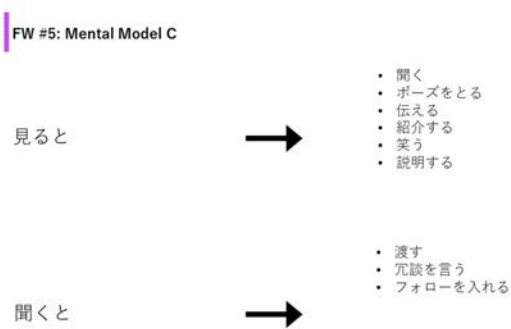 FW #5: Mental Model C
見ると
• 聞く
• ポーズをとる
• 伝える
• 紹介する
• 笑う
• 説明する
聞くと
• 渡す
• 冗談を言う
• フォローを入れる